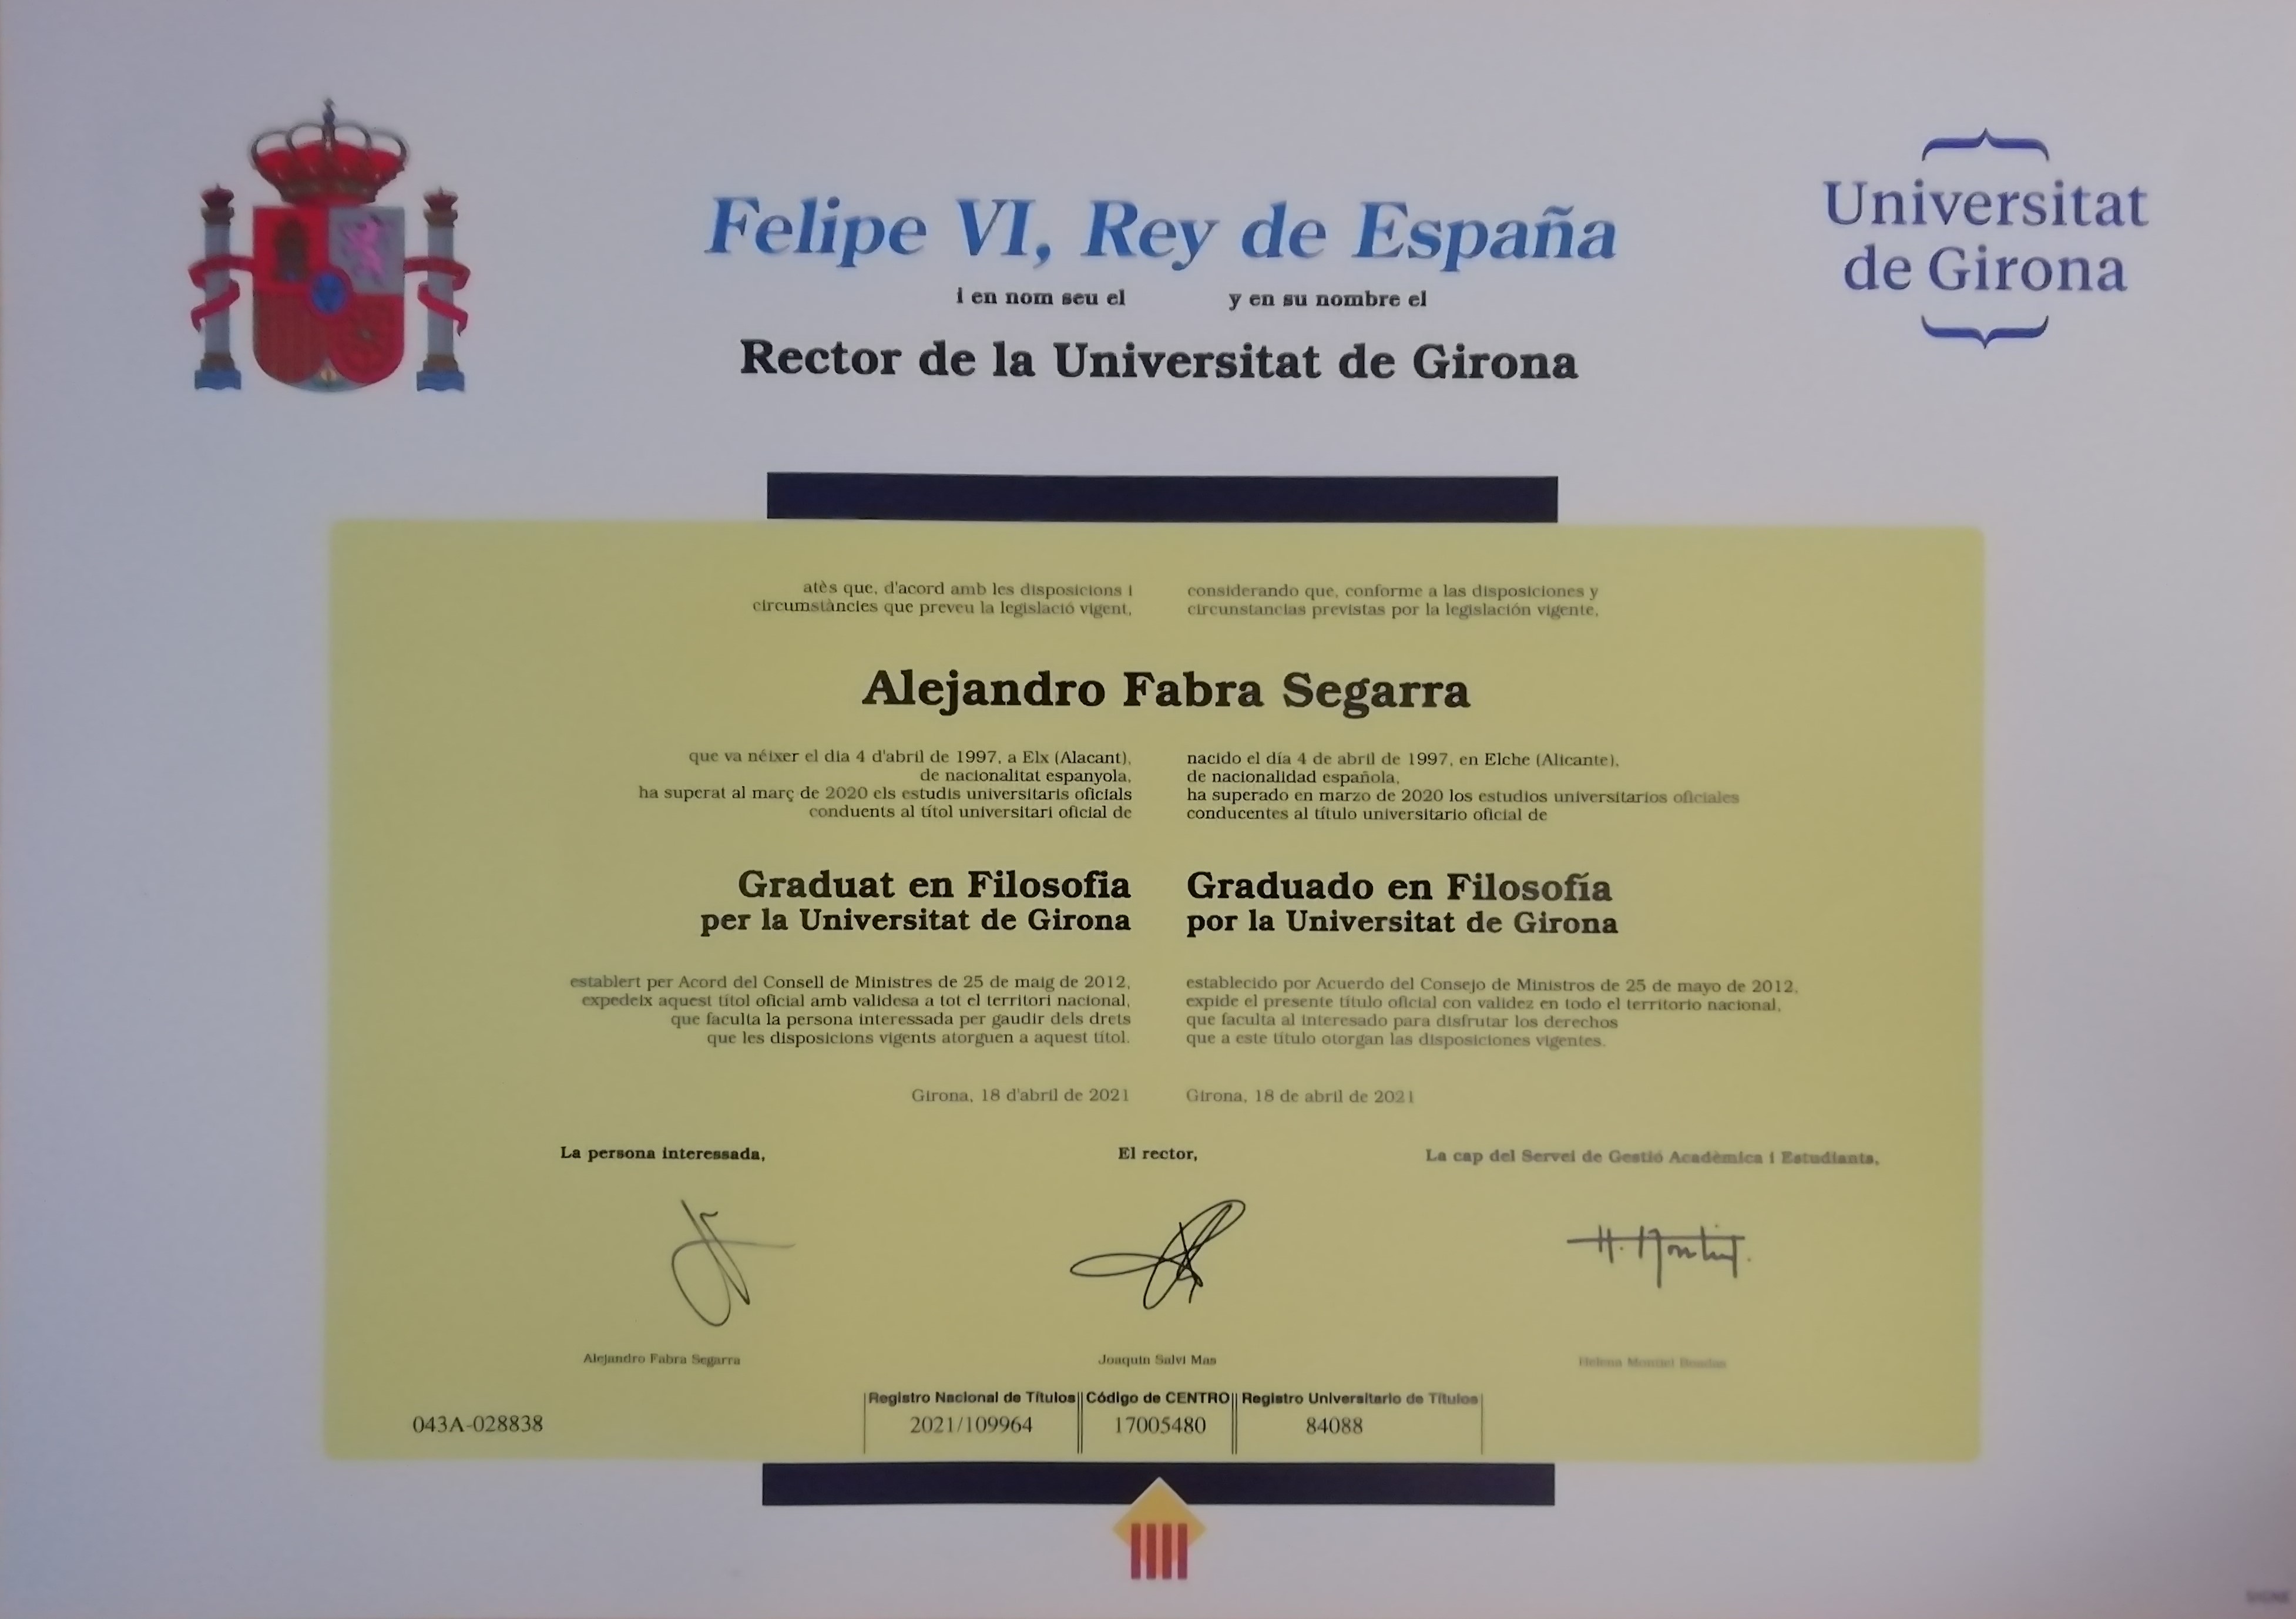 Felipe VI, Rey de España
i en nom seu el
y en su nombre el
Rector de la Universitat de Girona
Universitat
de Girona
atès que, d'acord amb les disposicions i
circumstàncies que preveu la legislació vigent,
considerando que, conforme a las disposiciones y
circunstancias previstas por la legislación vigente,
Alejandro Fabra Segarra
que va néixer el dia 4 d'abril de 1997, a Elx (Alacant),
de nacionalitat espanyola,
ha superat al març de 2020 els estudis universitaris oficials
conduents al títol universitari oficial de
nacido el día 4 de abril de 1997, en Elche (Alicante),
de nacionalidad española,
ha superado en marzo de 2020 los estudios universitarios oficiales
conducentes al título universitario oficial de
Graduat en Filosofia
per la Universitat de Girona
Graduado en Filosofía
por la Universitat de Girona
establert per Acord del Consell de Ministres de 25 de maig de 2012,
expedeix aquest títol oficial amb validesa a tot el territori nacional,
que faculta la persona interessada per gaudir dels drets
que les disposicions vigents atorguen a aquest títol.
establecido por Acuerdo del Consejo de Ministros de 25 de mayo de 2012,
expide el presente título oficial con validez en todo el territorio nacional,
que faculta al interesado para disfrutar los derechos
que a este título otorgan las disposiciones vigentes.
Girona, 18 d'abril de 2021
Girona, 18 de abril de 2021
La persona interessada,
El rector,
La cap del Servei de Gestió Acadèmica i Estudiants,
H. Montiel
Alejandro Fabra Segarra
Joaquin Salvi Mas
Helena Montiel
043A-028838
Registro Nacional de Títulos
2021/109964
Código de CENTRO
17005480
Registro Universitario de Títulos
84088